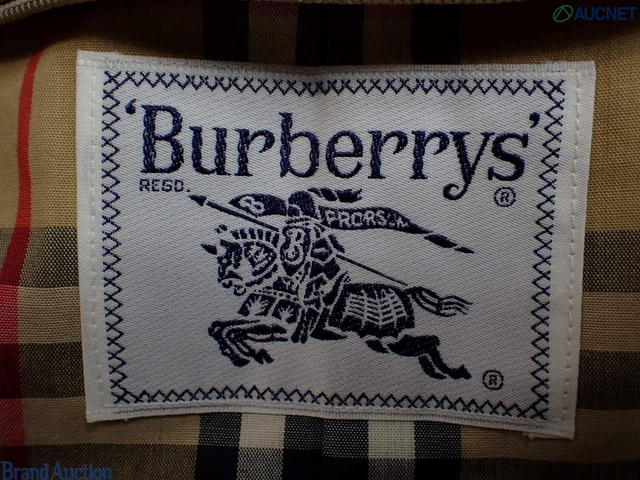 AUCNET
'Burberrys'
REGD.
®
B
PRORSUM
B
®
Brand Auction